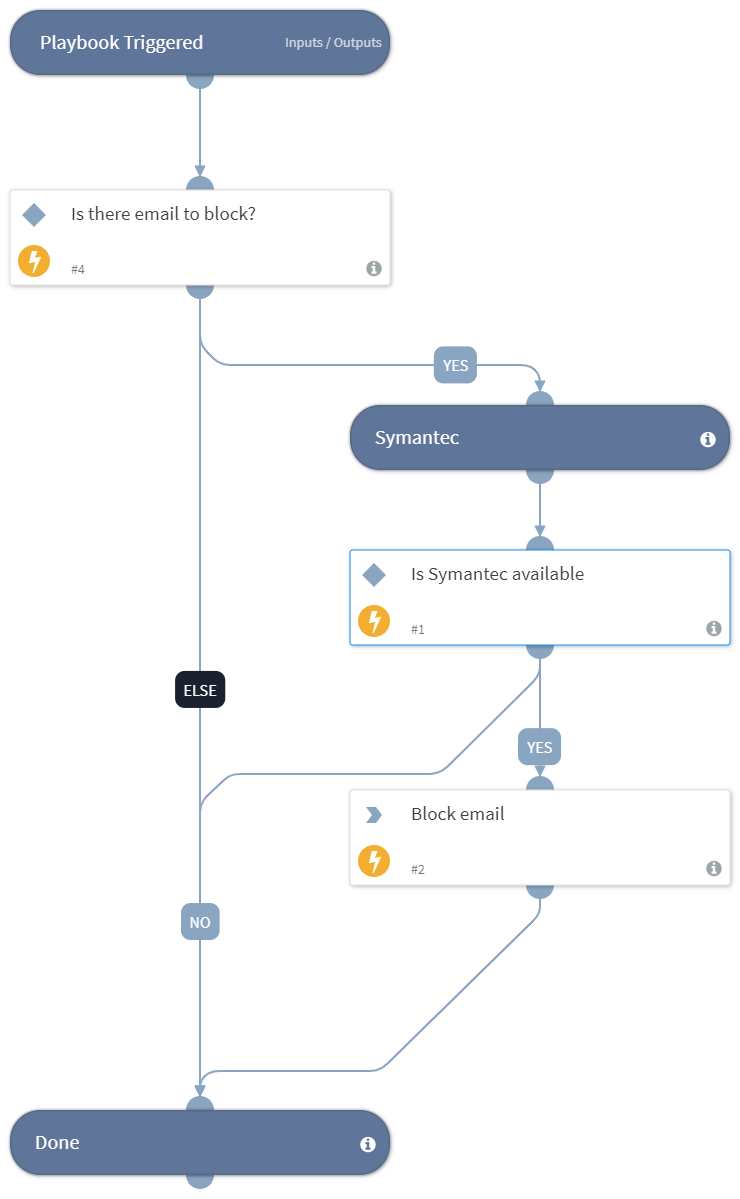 Playbook Triggered
Inputs / Outputs
Is there email to block?
#4
YES
Symantec
Is Symantec available
#1
ELSE
YES
Block email
#2
NO
Done